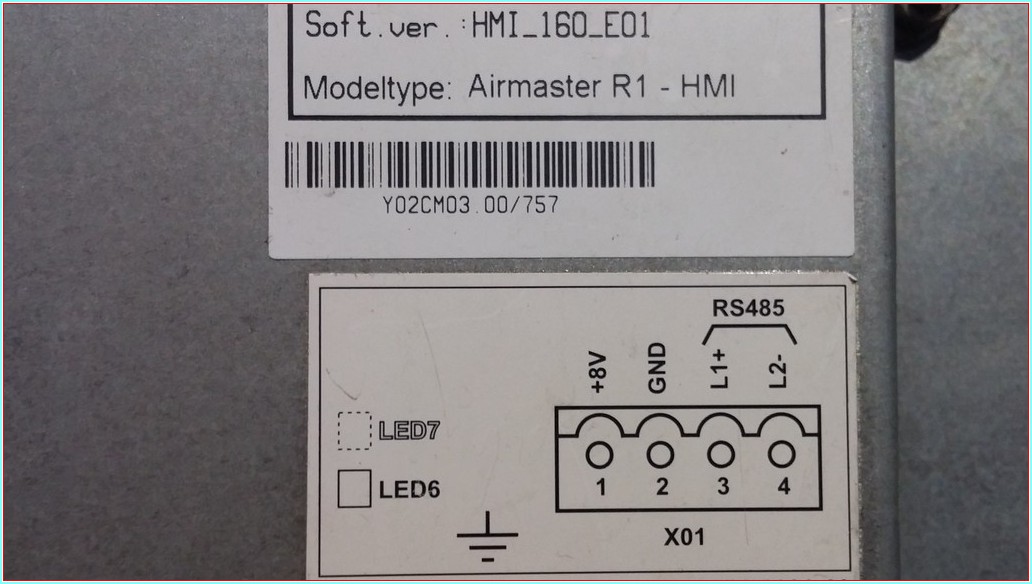 Soft.ver. : HMI_160_E01
Modeltype: Airmaster R1 - HMI
Y02CM03.00/757
RS485
+8V GND L1+ L2-
LED7
LED6
1 2 3 4
X01